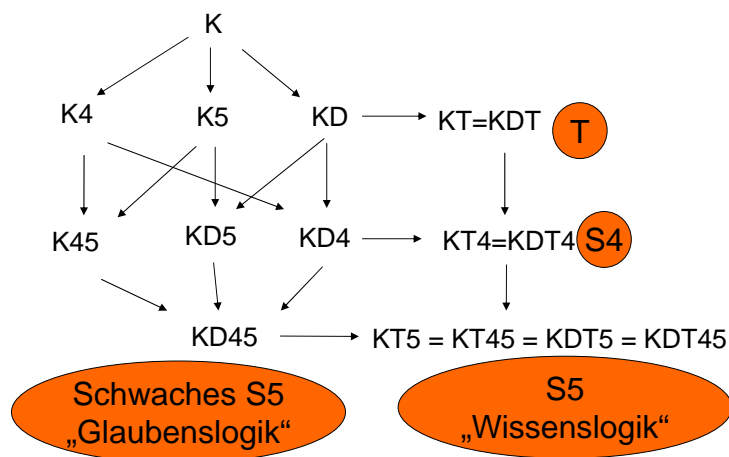 K
K4 K5 KD KT=KDT T
K45 KD5 KD4 KT4=KDT4 S4
KD45 KT5 = KT45 = KDT5 = KDT45
Schwaches S5
„Glaubenslogik“
S5
„Wissenslogik“